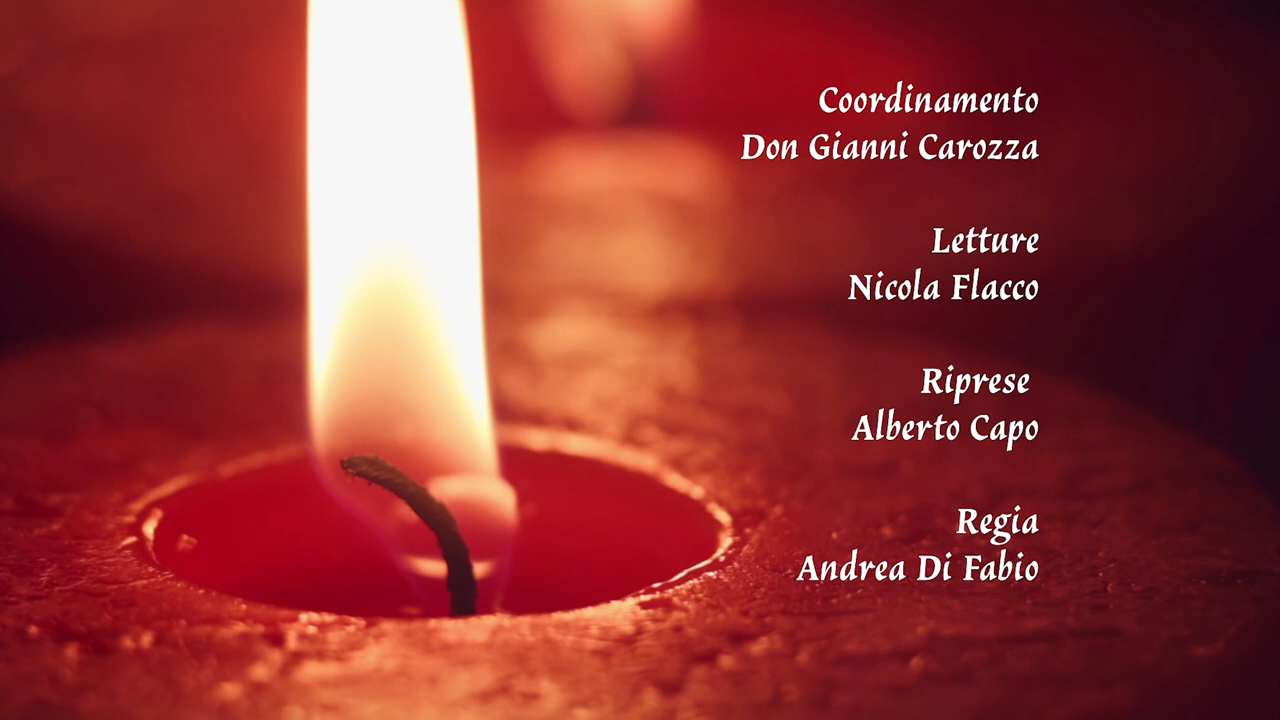 Coordinamento
Don Gianni Carozza
Letture
Nicola Flacco
Riprese
Alberto Capo
Regia
Andrea Di Fabio